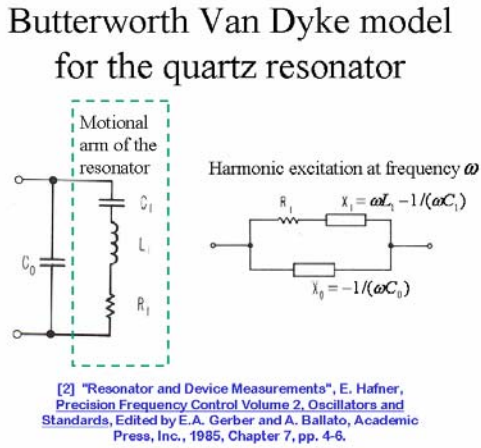 Butterworth Van Dyke model
for the quartz resonator
Motional
arm of the
resonator
C₁
L₁
R₁
C₀
Harmonic excitation at frequency ω
R₁
X₁ = ωL₁ −1/(ωC₁)
X₀ = −1/(ωC₀)
[2] "Resonator and Device Measurements", E. Hafner,
Precision Frequency Control Volume 2, Oscillators and
Standards, Edited by E.A. Gerber and A. Ballato, Academic
Press, Inc., 1985, Chapter 7, pp. 4-6.